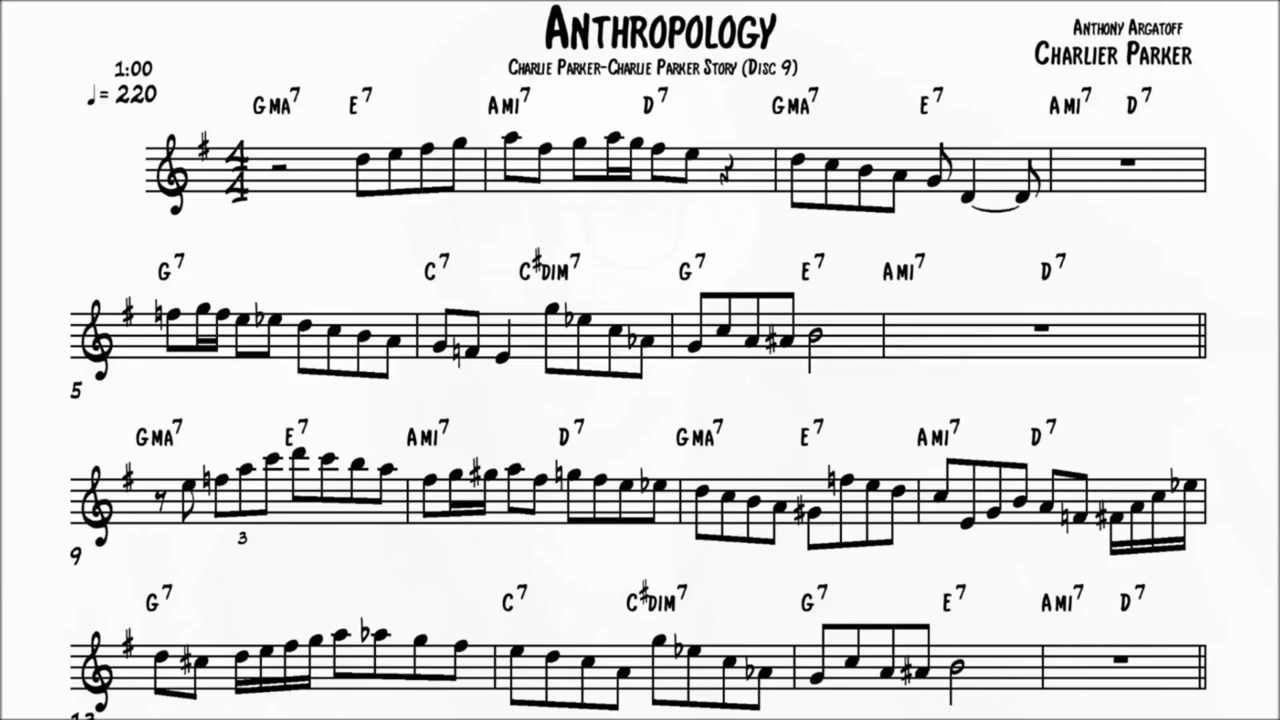 Anthropology
Charlie Parker-Charlie Parker Story (Disc 9)
Anthony Argatoff
Charlier Parker
1:00
♩= 220
GMA7 E7 AMI7 D7 GMA7 E7 AMI7 D7
4
4
G7 C7 C#DIM7 G7 E7 AMI7 D7
5
GMA7 E7 AMI7 D7 GMA7 E7 AMI7 D7
3
9
G7 C7 C#DIM7 G7 E7 AMI7 D7